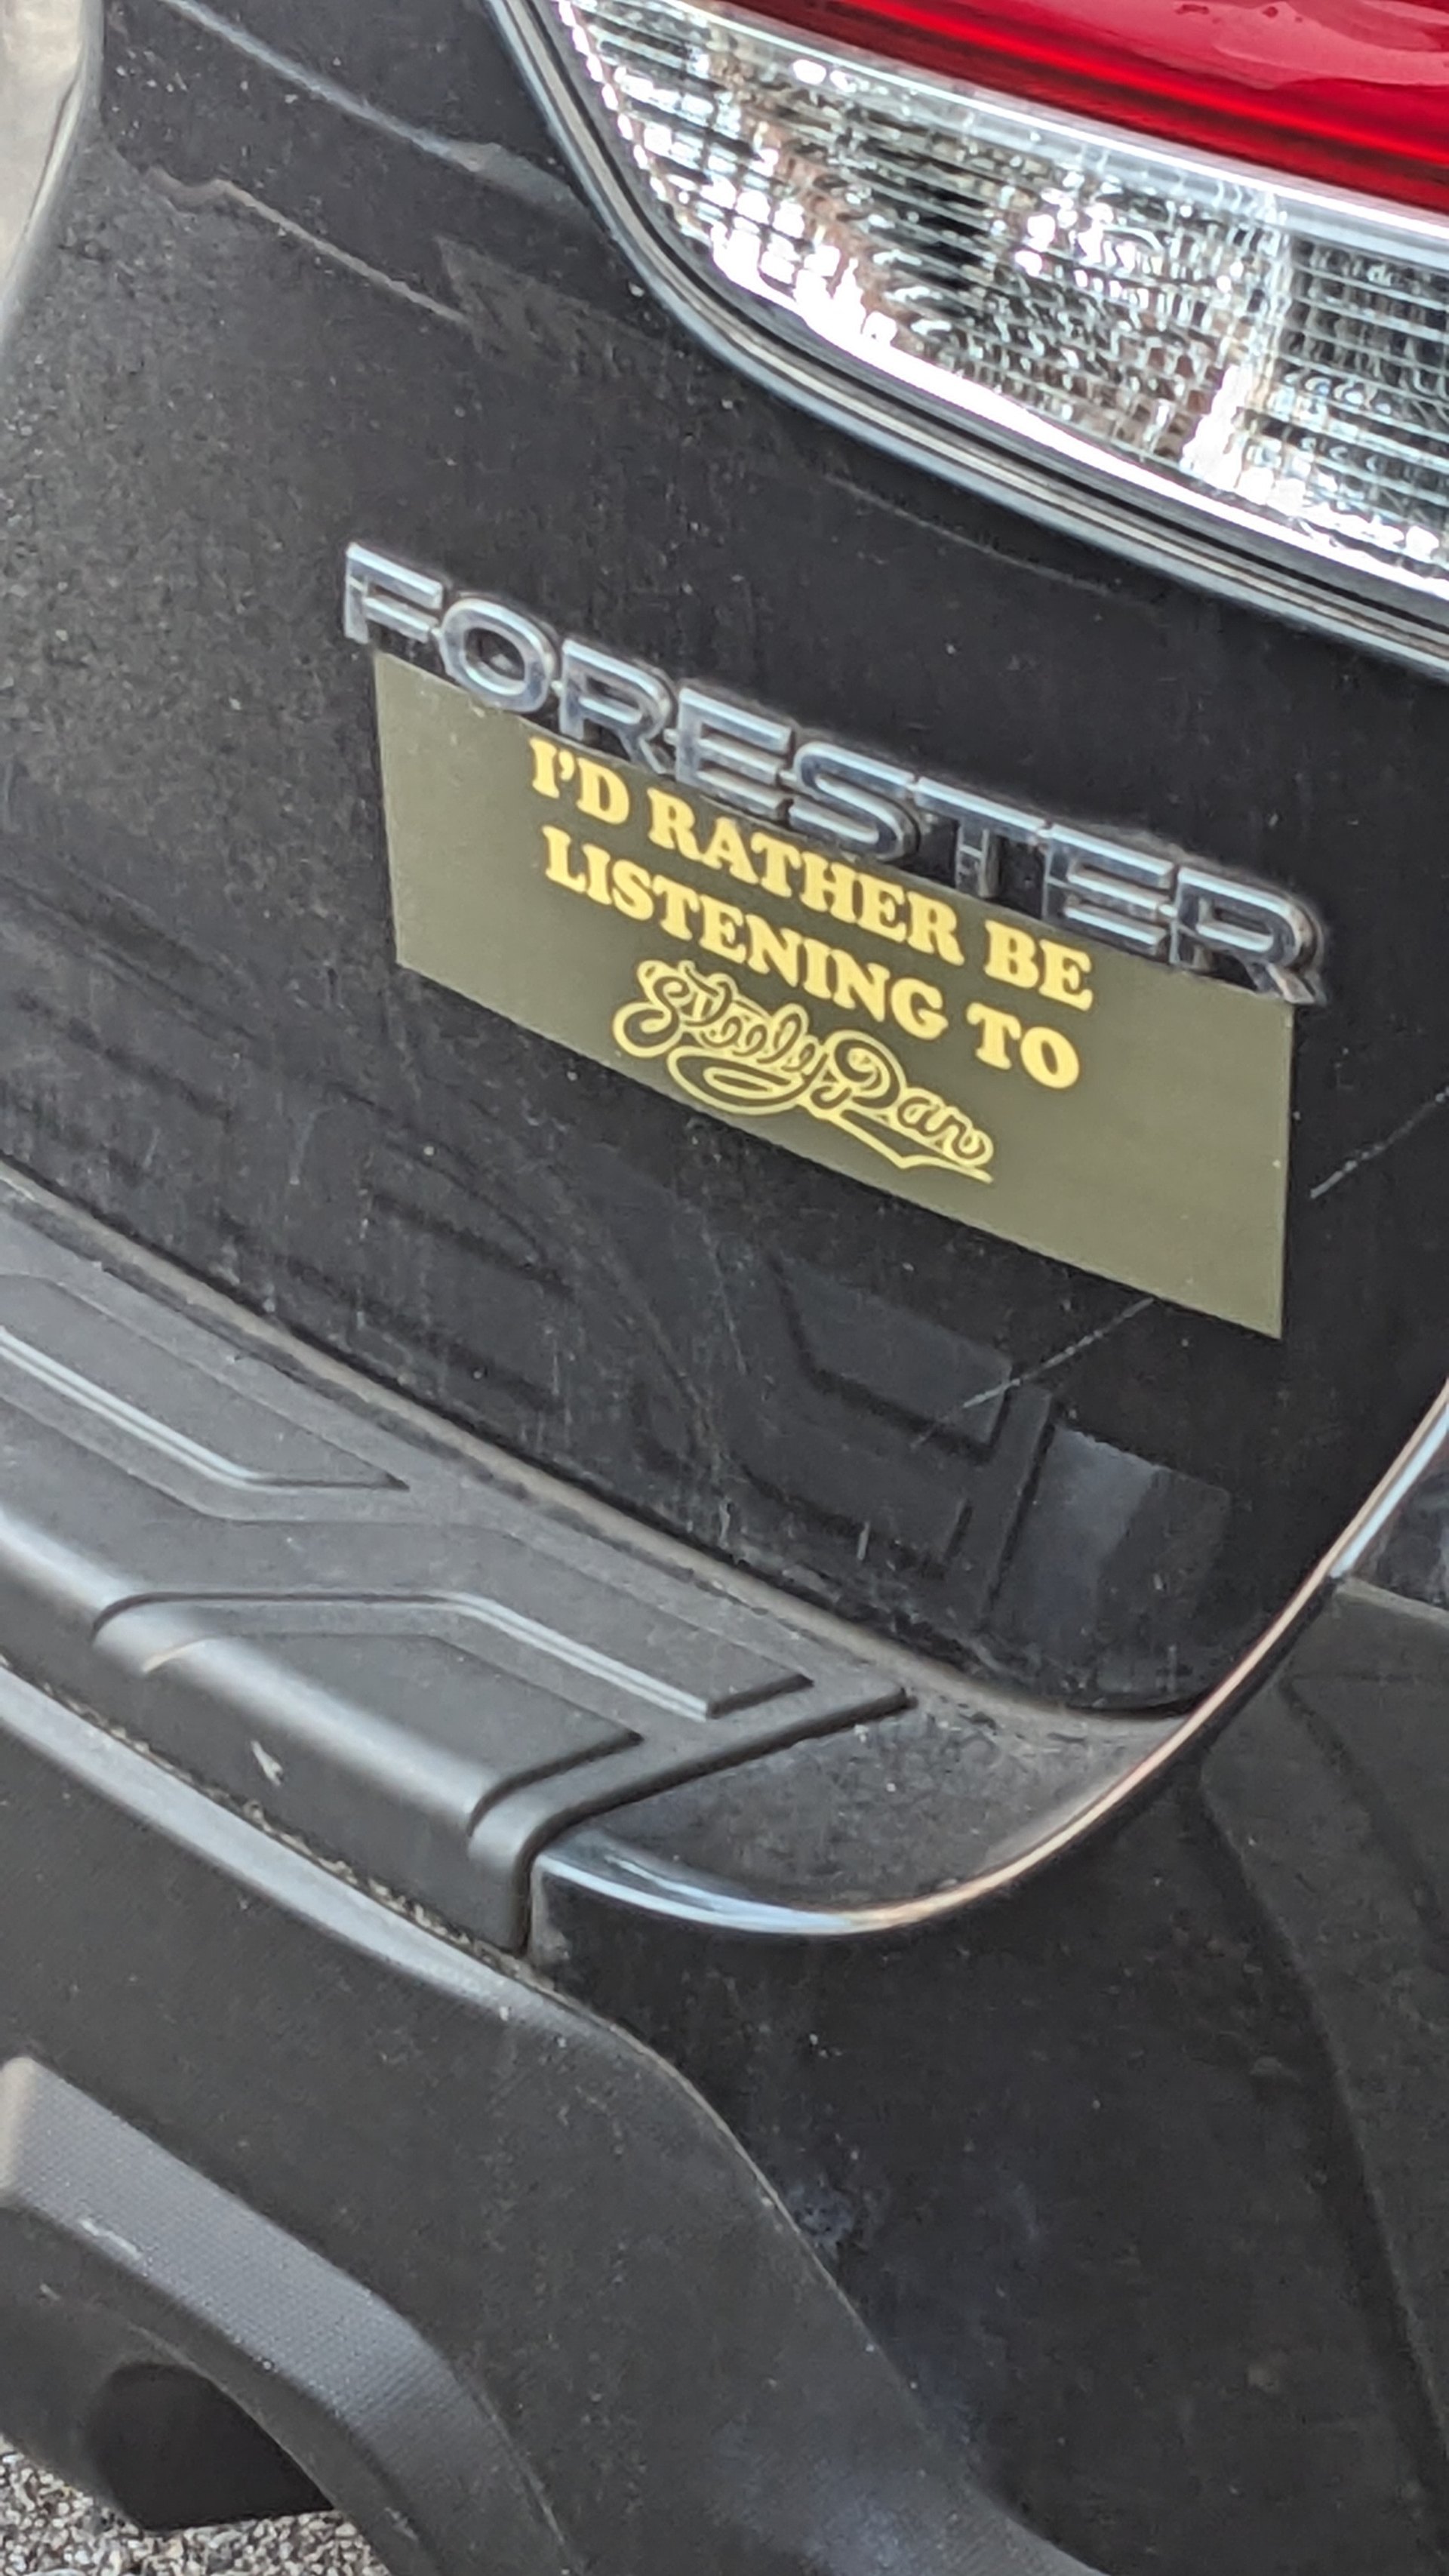 FORESTER
I'D RATHER BE
LISTENING TO
Steely Dan